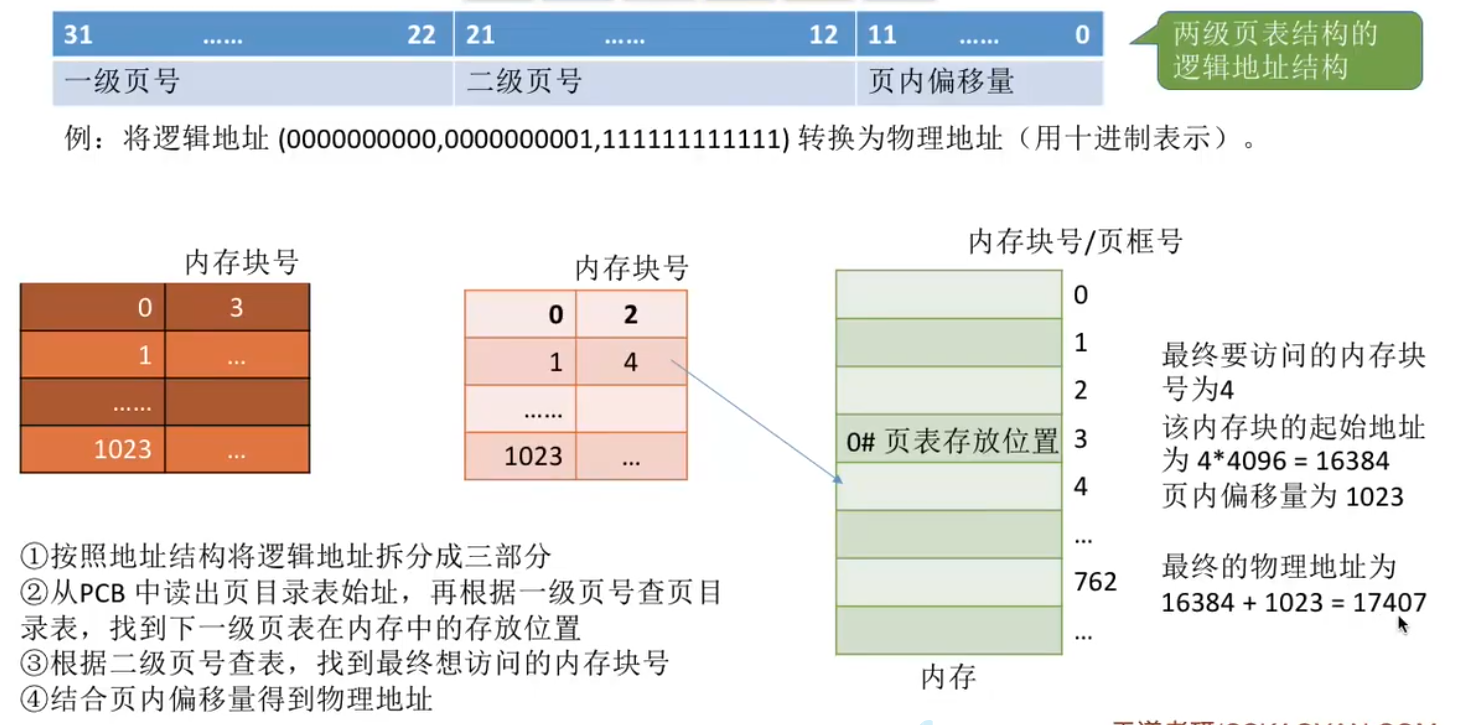 31 …… 22 21 …… 12 11 …… 0
一级页号 二级页号 页内偏移量
两级页表结构的
逻辑地址结构
例：将逻辑地址 (0000000000,0000000001,111111111111) 转换为物理地址（用十进制表示）。
内存块号
0 3
1 ...
......
1023 ...
内存块号
0 2
1 4
......
1023 ...
内存块号/页框号
0
1
2
0# 页表存放位置 3
4
...
762
...
内存
最终要访问的内存块
号为4
该内存块的起始地址
为 4*4096 = 16384
页内偏移量为 1023
最终的物理地址为
16384 + 1023 = 17407
①按照地址结构将逻辑地址拆分成三部分
②从PCB 中读出页目录表始址，再根据一级页号查页目
录表，找到下一级页表在内存中的存放位置
③根据二级页号查表，找到最终想访问的内存块号
④结合页内偏移量得到物理地址